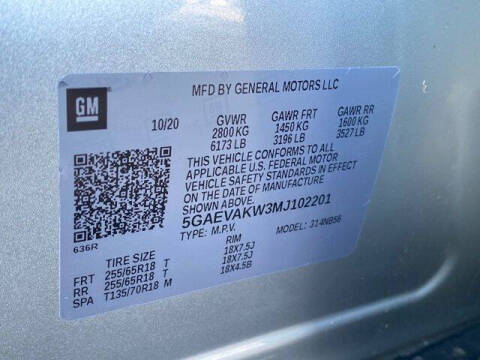 MFD BY GENERAL MOTORS LLC
GM
10/20 GVWR GAWR FRT GAWR RR
2800 KG 1450 KG 1600 KG
6173 LB 3196 LB 3527 LB
THIS VEHICLE CONFORMS TO ALL
APPLICABLE U.S. FEDERAL MOTOR
VEHICLE SAFETY STANDARDS IN EFFECT
ON THE DATE OF MANUFACTURE
SHOWN ABOVE.
5GAEVAKW3MJ102201
TYPE: M.P.V. MODEL: 314NB56
636R
TIRE SIZE RIM
FRT 255/65R18 T 18X7.5J
RR 255/65R18 T 18X7.5J
SPA T135/70R18 M 18X4.5B